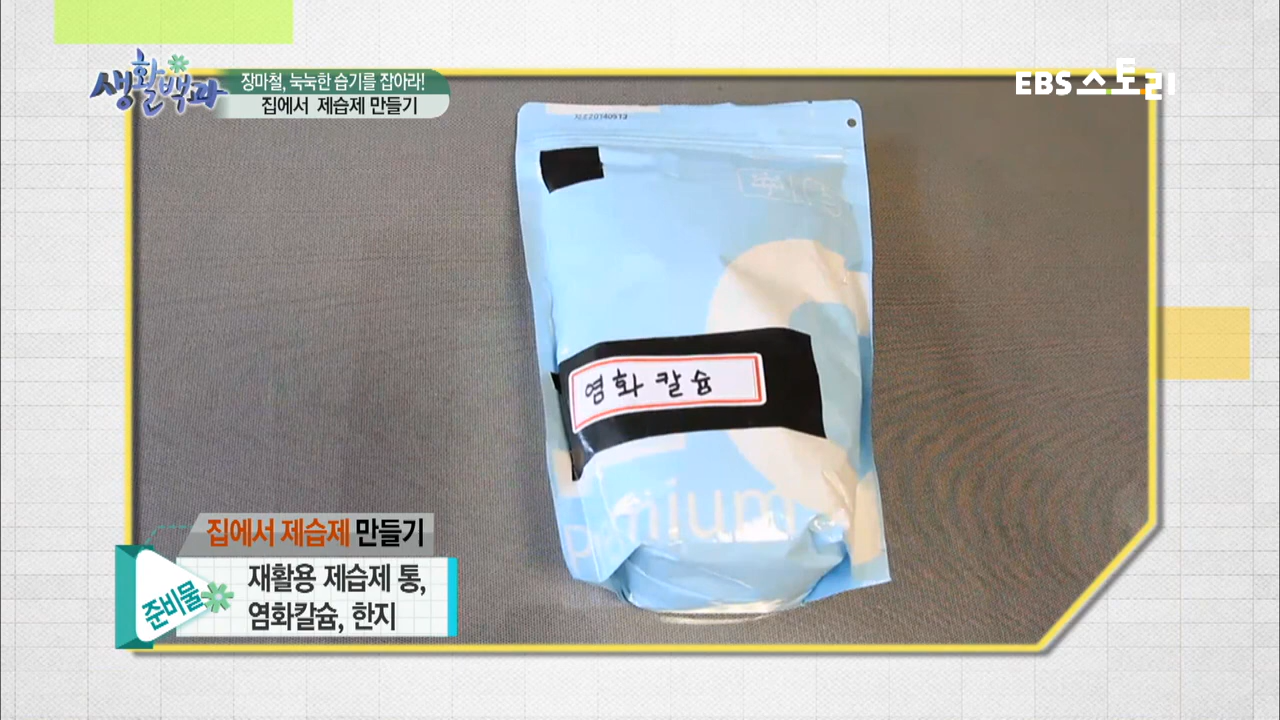 생활백과
장마철, 눅눅한 습기를 잡아라!
집에서 제습제 만들기
EBS 스토리
염화칼슘
집에서 제습제 만들기
준비물
재활용 제습제 통,
염화칼슘, 한지